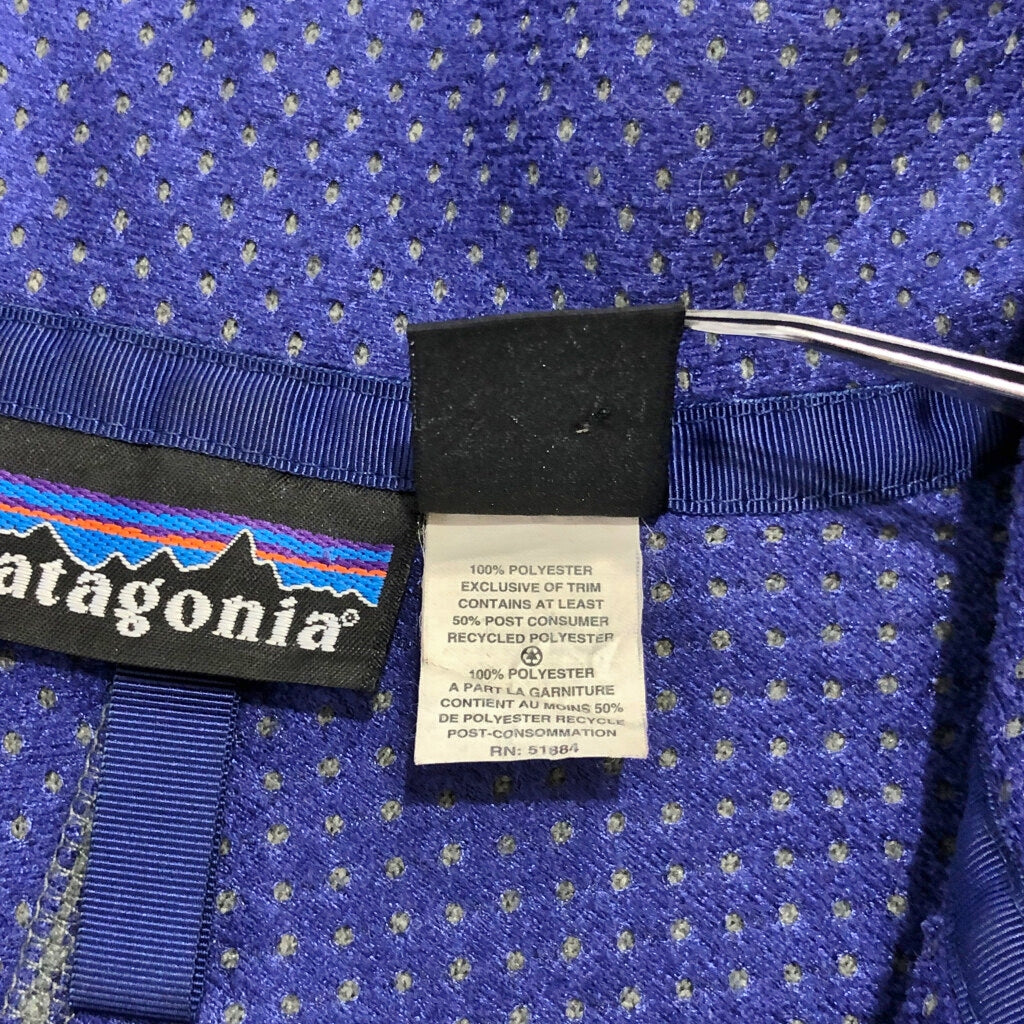 atagonia®
100% POLYESTER
EXCLUSIVE OF TRIM
CONTAINS AT LEAST
50% POST CONSUMER
RECYCLED POLYESTER
100% POLYESTER
A PART LA GARNITURE
CONTIENT AU MOINS 50%
DE POLYESTER RECYCLE
POST-CONSOMMATION
RN: 51884